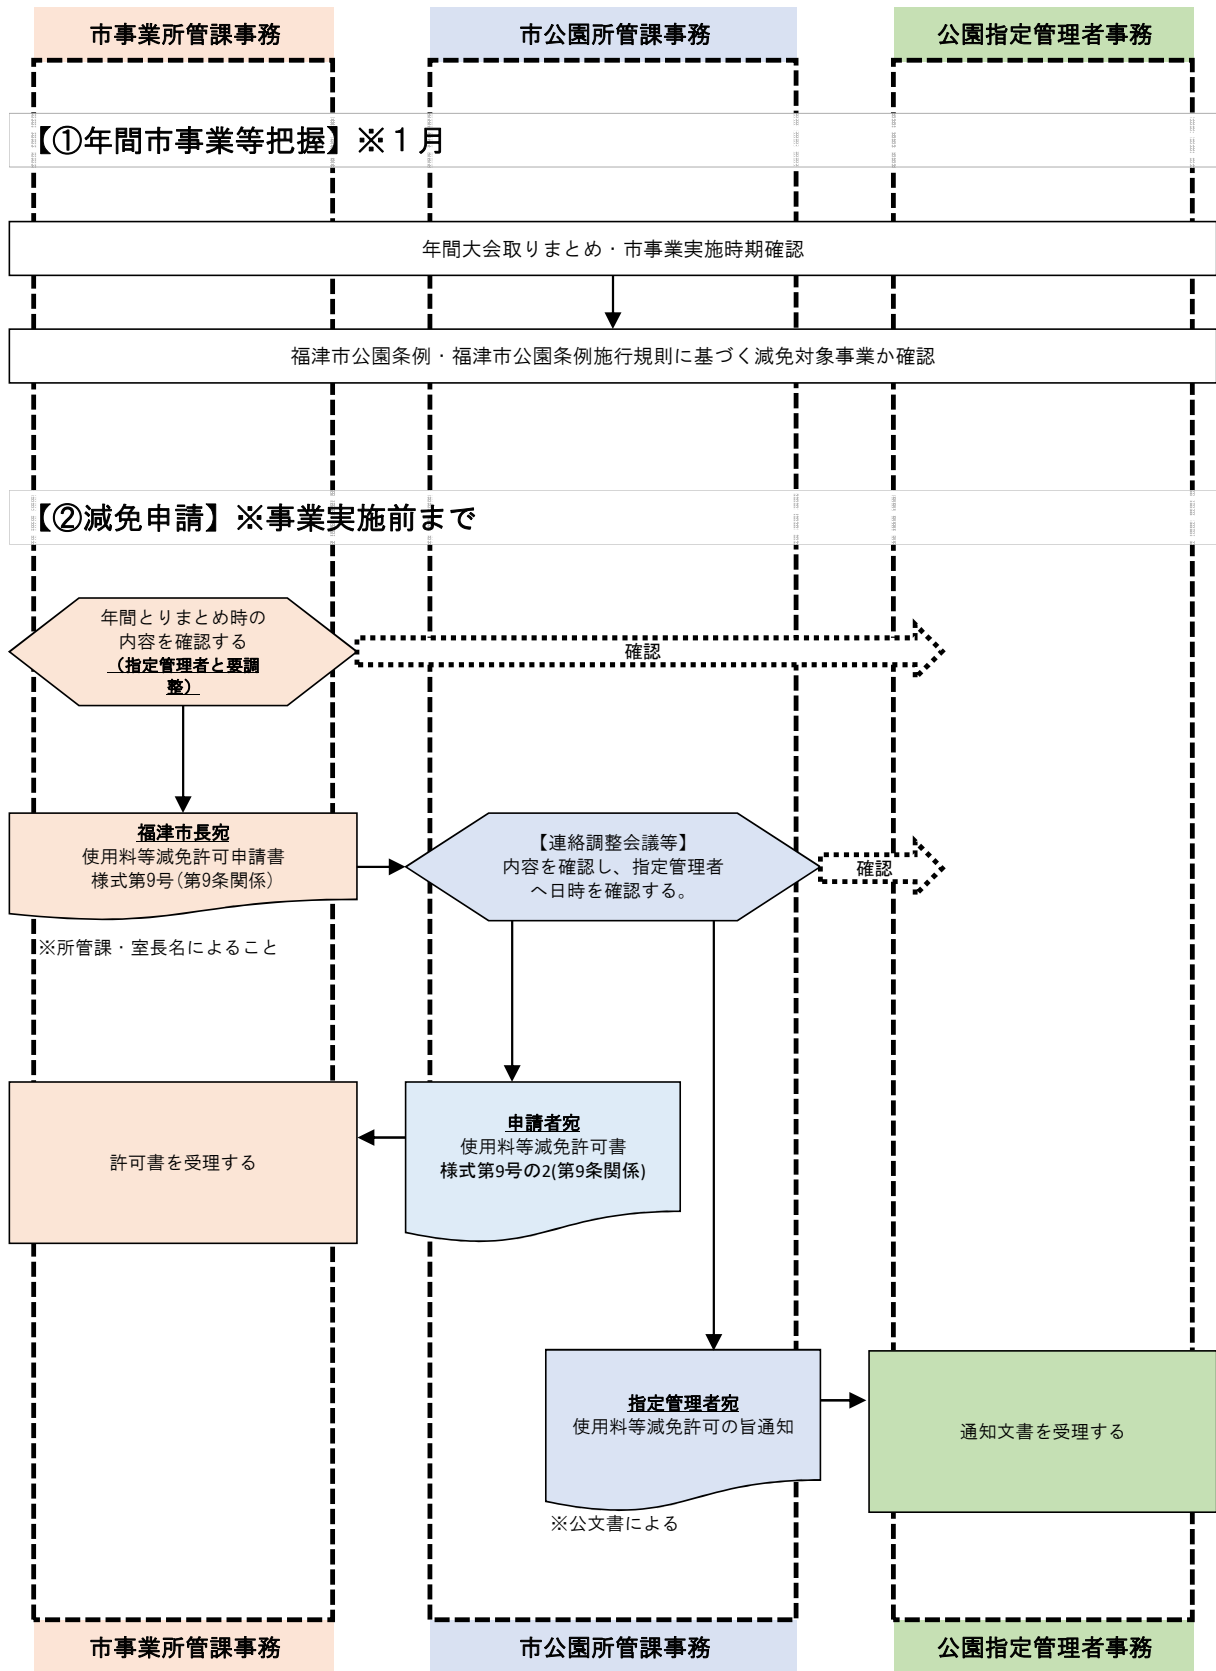 市事業所管課事務
市公園所管課事務
公園指定管理者事務
【①年間市事業等把握】※１月
年間大会取りまとめ・市事業実施時期確認
福津市公園条例・福津市公園条例施行規則に基づく減免対象事業か確認
【②減免申請】※事業実施前まで
年間とりまとめ時の
内容を確認する
（指定管理者と要調
整）
確認
福津市長宛
使用料等減免許可申請書
様式第9号(第9条関係)
【連絡調整会議等】
内容を確認し、指定管理者
へ日時を確認する。
確認
※所管課・室長名によること
許可書を受理する
申請者宛
使用料等減免許可書
様式第9号の2(第9条関係)
指定管理者宛
使用料等減免許可の旨通知
通知文書を受理する
※公文書による
市事業所管課事務
市公園所管課事務
公園指定管理者事務